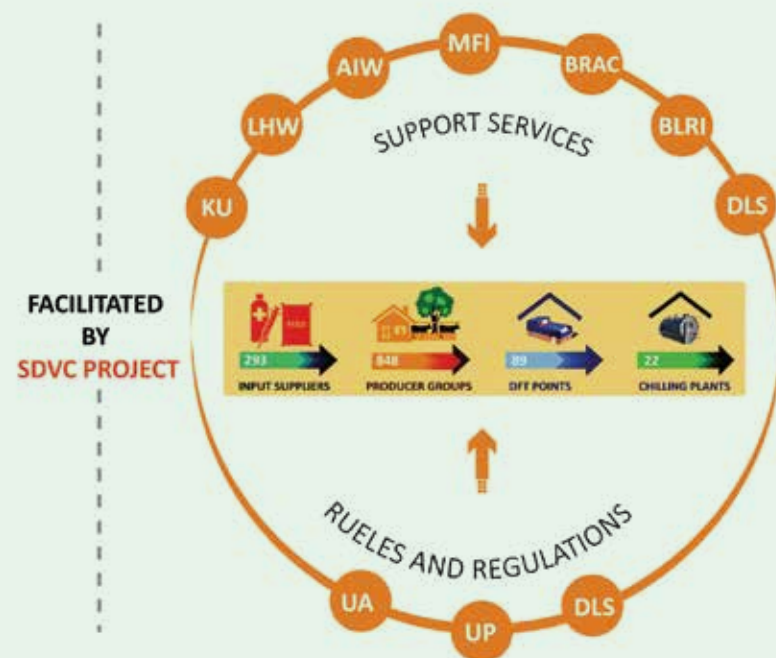 MFI
AIW
BRAC
LHW
BLRI
KU
DLS
SUPPORT SERVICES
FACILITATED
BY
SDVC PROJECT
293
848
89
22
INPUT SUPPLIERS
PRODUCER GROUPS
DFT POINTS
CHILLING PLANTS
RUELES AND REGULATIONS
UA
UP
DLS